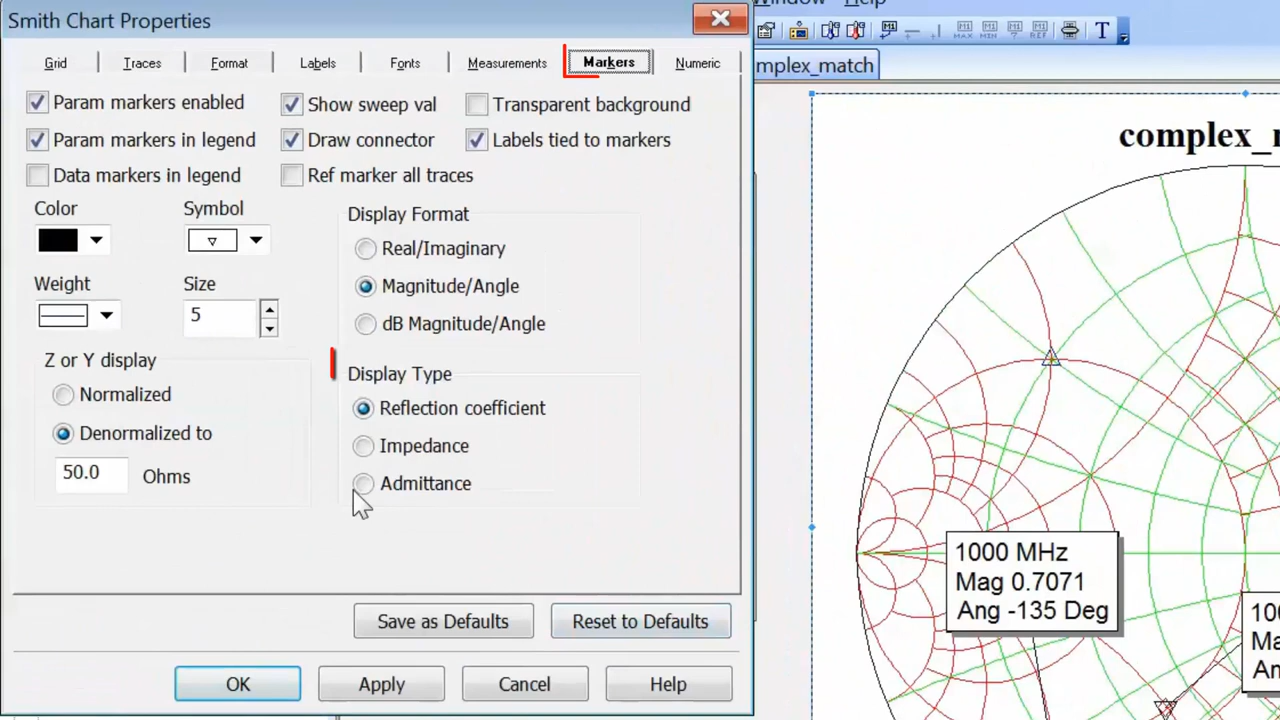 Smith Chart Properties
Window Help
Grid Traces Format Labels Fonts Measurements Markers Numeric
T
mplex_match
Param markers enabled Show sweep val Transparent background
Param markers in legend Draw connector Labels tied to markers
Data markers in legend Ref marker all traces
Color Symbol Display Format
Real/Imaginary
Weight Size Magnitude/Angle
5
dB Magnitude/Angle
Z or Y display
Normalized
Denormalized to
50.0 Ohms
Display Type
Reflection coefficient
Impedance
Admittance
Save as Defaults Reset to Defaults
OK Apply Cancel Help
complex_
1000 MHz
Mag 0.7071
Ang -135 Deg
100
Ma
An